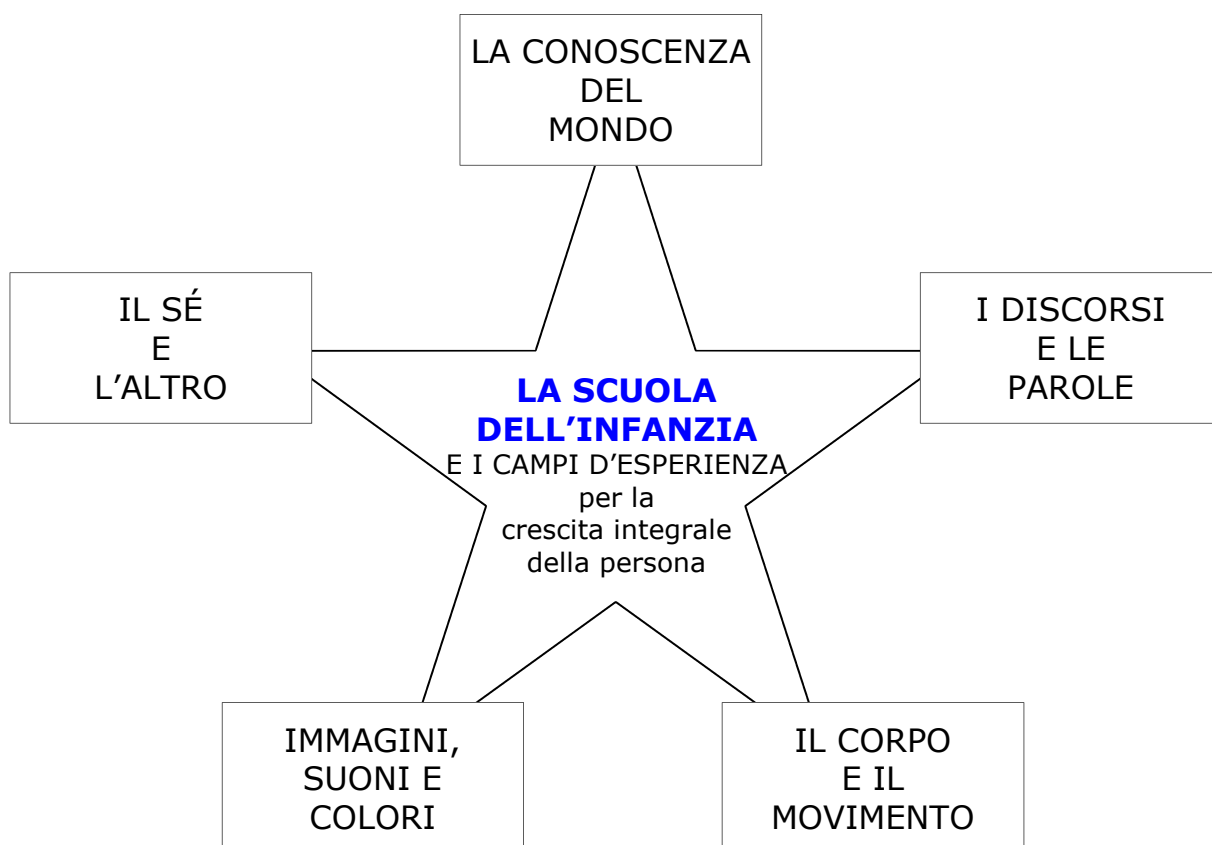 LA CONOSCENZA
DEL
MONDO
IL SÉ
E
L’ALTRO
I DISCORSI
E LE
PAROLE
LA SCUOLA
DELL’INFANZIA
E I CAMPI D’ESPERIENZA
per la
crescita integrale
della persona
IMMAGINI,
SUONI E
COLORI
IL CORPO
E IL
MOVIMENTO